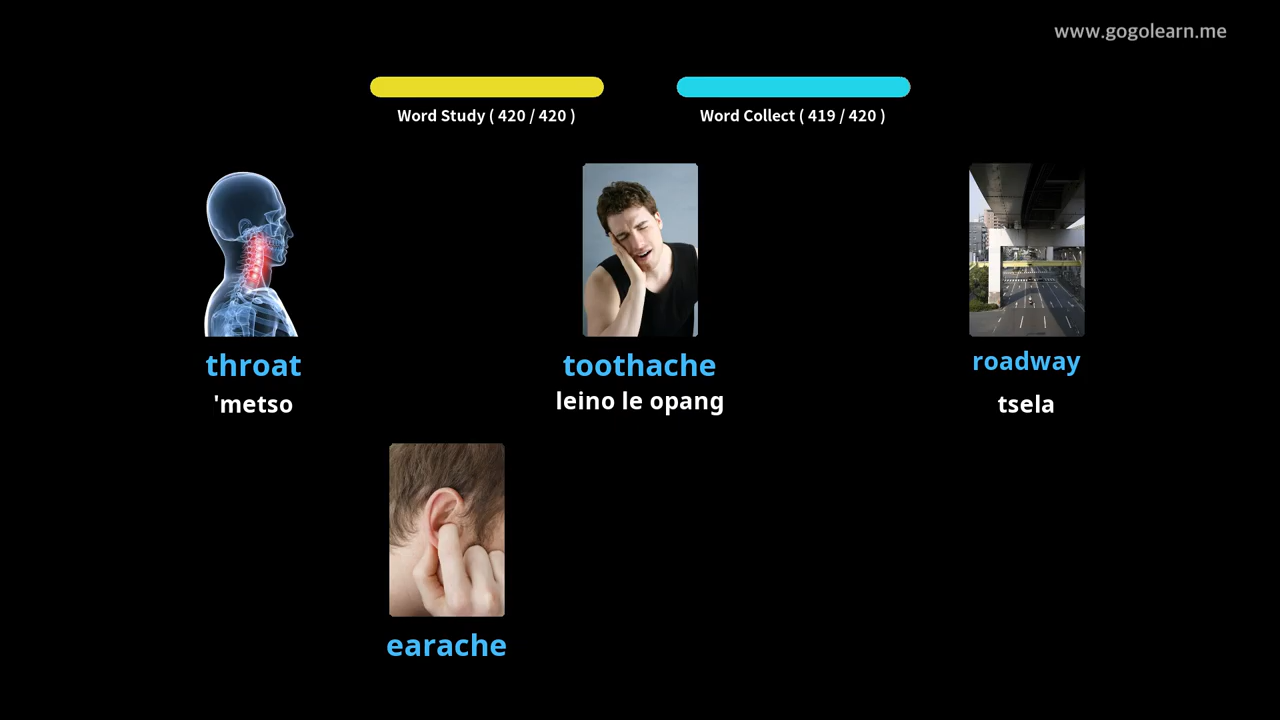 www.gogolearn.me
Word Study ( 420 / 420 )
Word Collect ( 419 / 420 )
throat
'metso
toothache
leino le opang
roadway
tsela
earache